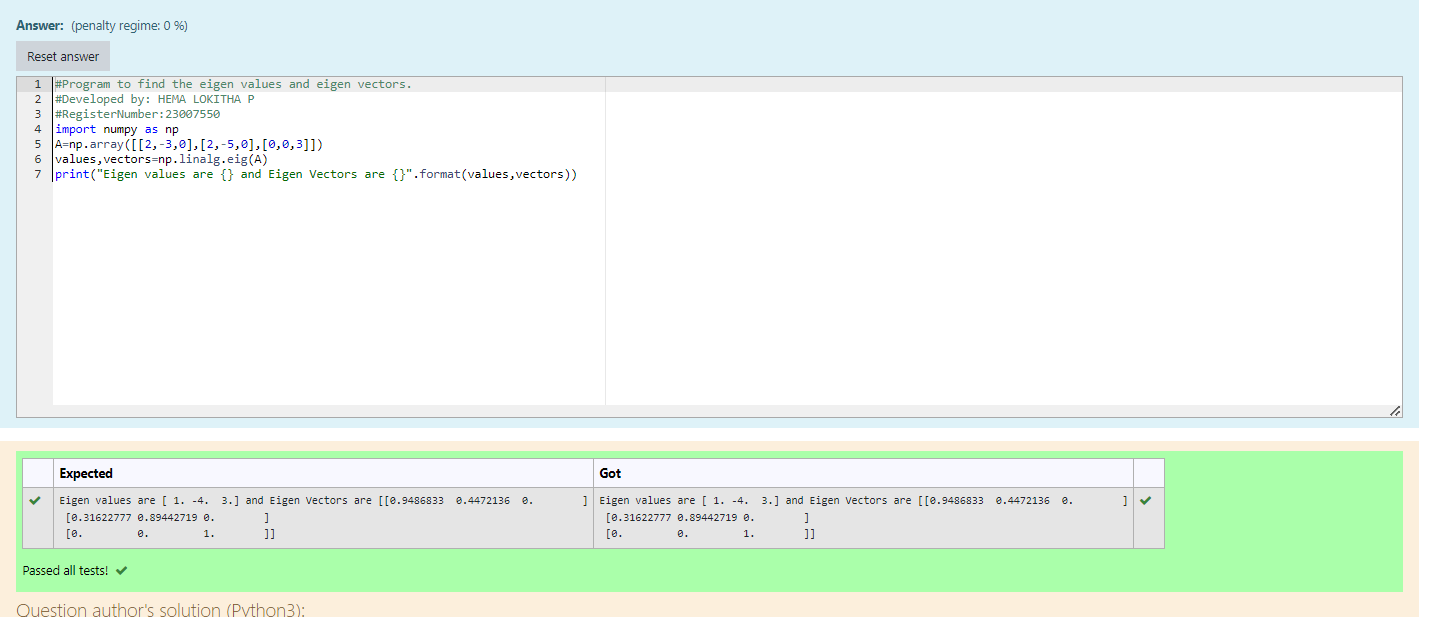 Answer: (penalty regime: 0 %)
Reset answer
1 #Program to find the eigen values and eigen vectors.
2 #Developed by: HEMA LOKITHA P
3 #RegisterNumber:23007550
4 import numpy as np
5 A=np.array([[2,-3,0],[2,-5,0],[0,0,3]])
6 values,vectors=np.linalg.eig(A)
7 print("Eigen values are {} and Eigen Vectors are {}".format(values,vectors))
Expected Got
Eigen values are [ 1. -4.  3.] and Eigen Vectors are [[0.9486833  0.4472136  0.        ] Eigen values are [ 1. -4.  3.] and Eigen Vectors are [[0.9486833  0.4472136  0.        ]
[0.31622777 0.89442719 0.        ] [0.31622777 0.89442719 0.        ]
[0.         0.         1.        ]] [0.         0.         1.        ]]
Passed all tests!
Question author's solution (Python3):